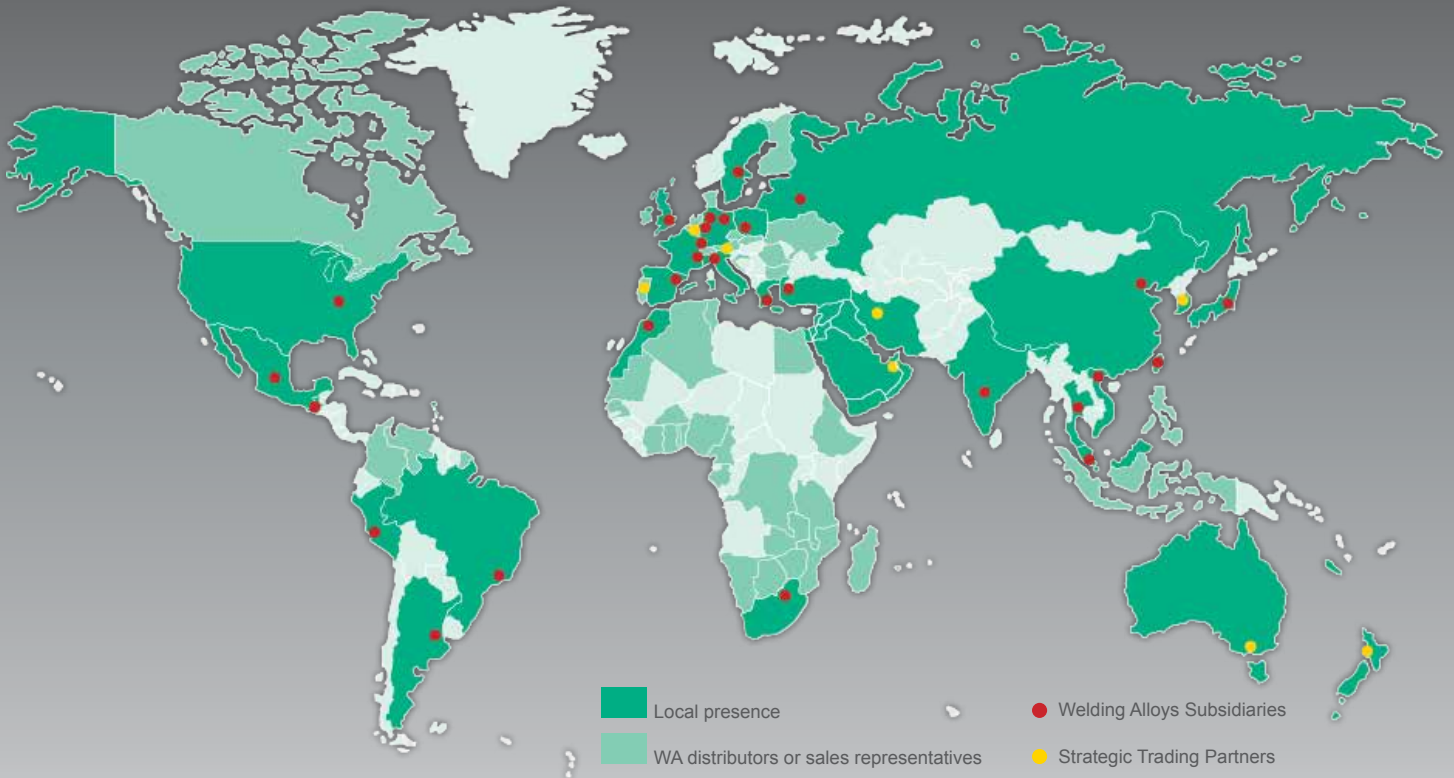 Local presence
WA distributors or sales representatives
Welding Alloys Subsidiaries
Strategic Trading Partners